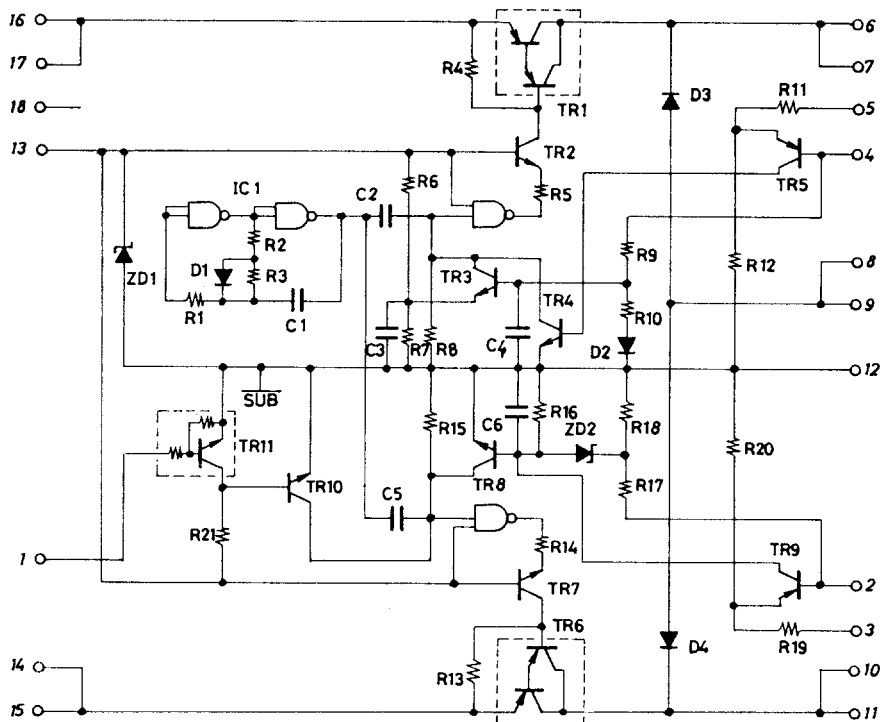 16
6
17
R4
7
TR1
D3
R11
18
5
13
TR2
4
R6
TR5
IC 1
C2
R5
R2
R9
8
D1
R3
TR3
R12
ZD1
TR4
9
R10
R1
C1
C3
R7
R8
C4
D2
12
SUB
C6
R16
R18
R15
ZD2
TR11
R20
TR8
TR10
R17
C5
R21
TR9
1
R14
2
TR7
3
TR6
R19
14
R13
D4
10
15
11